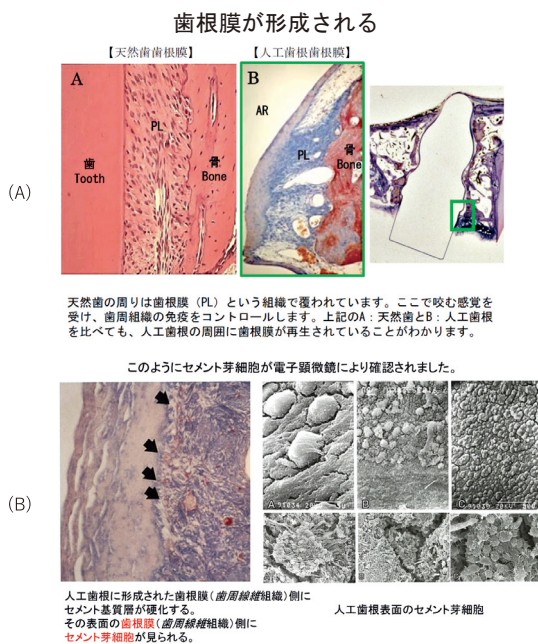 歯根膜が形成される
【天然歯歯根膜】
【人工歯根歯根膜】
(A)
A
歯
Tooth
PL
骨
Bone
B
AR
PL
骨
Bone
天然歯の周りは歯根膜（PL）という組織で覆われています。ここで咬む感覚を
受け、歯周組織の免疫をコントロールします。上記のA：天然歯とB：人工歯根
を比べても、人工歯根の周囲に歯根膜が再生されていることがわかります。
このようにセメント芽細胞が電子顕微鏡により確認されました。
(B)
A
B
C
人工歯根に形成された歯根膜(歯周線維組織)側に
セメント基質層が硬化する。
その表面の歯根膜(歯周線維組織)側に
セメント芽細胞が見られる。
人工歯根表面のセメント芽細胞